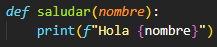 def saludar(nombre):
    print(f"Hola {nombre}")